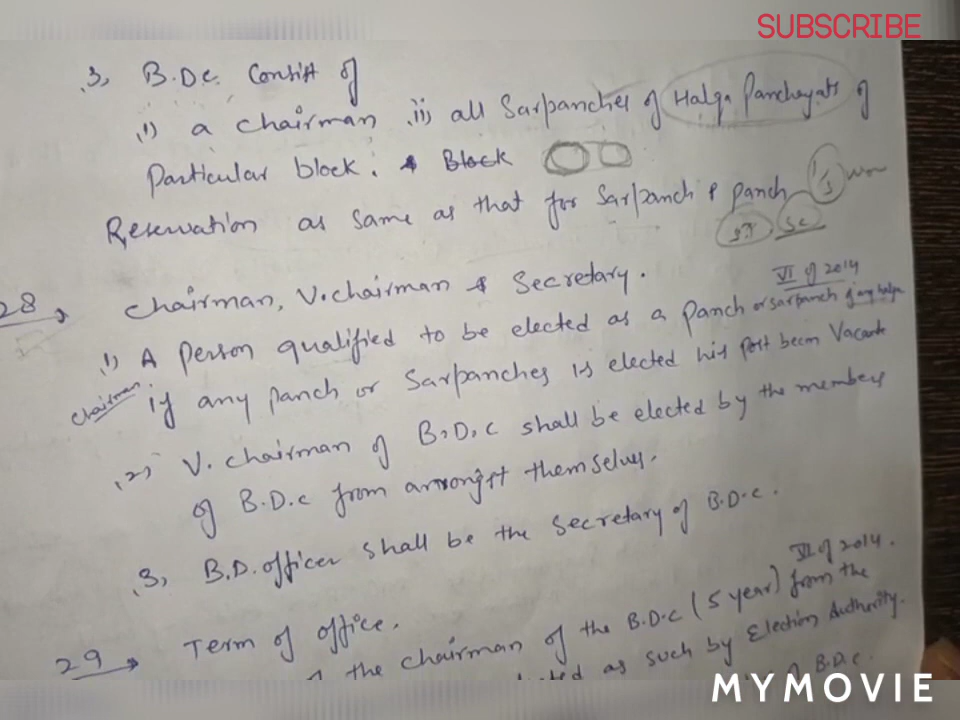 SUBSCRIBE
3, B.D.C. Consist of
(1) a chairman (ii) all Sarpanches of Halqa Panchayats of
Particular block. Block
Reservation as same as that for Sarpanch & panch 1/3
ST SC
28 → Chairman, V.chairman & Secretary.
VI of 2014
(1) A person qualified to be elected as a panch or sarpanch of any halqa
Chairman. if any panch or Sarpanches is elected his post becm Vacant
(2) V. chairman of B.D.C shall be elected by the members
of B.D.C from amongst themselves.
(3) B.D. officer shall be the secretary of B.D.C.
VI of 2014.
29 → Term of office.
the chairman of the B.D.C (5 year) from the
as such by Election Authority.
of B.D.C.
MYMOVIE